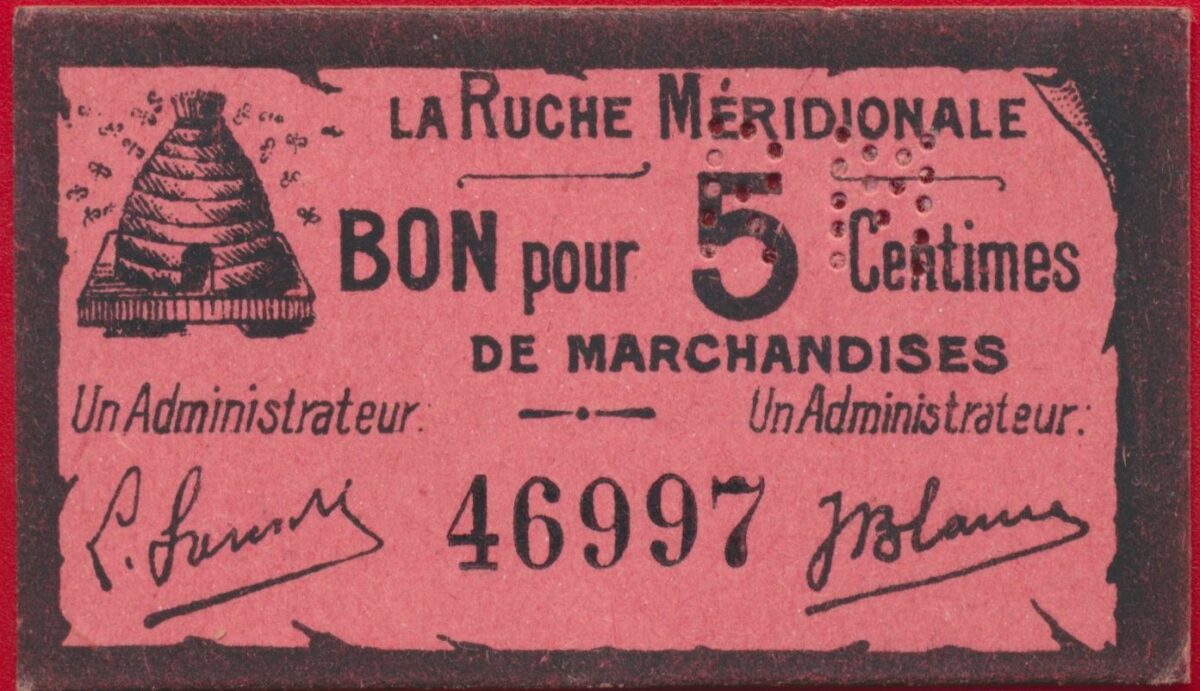 LA RUCHE MÉRIDIONALE
BON pour 5 Centimes
DE MARCHANDISES
Un Administrateur: Un Administrateur:
46997